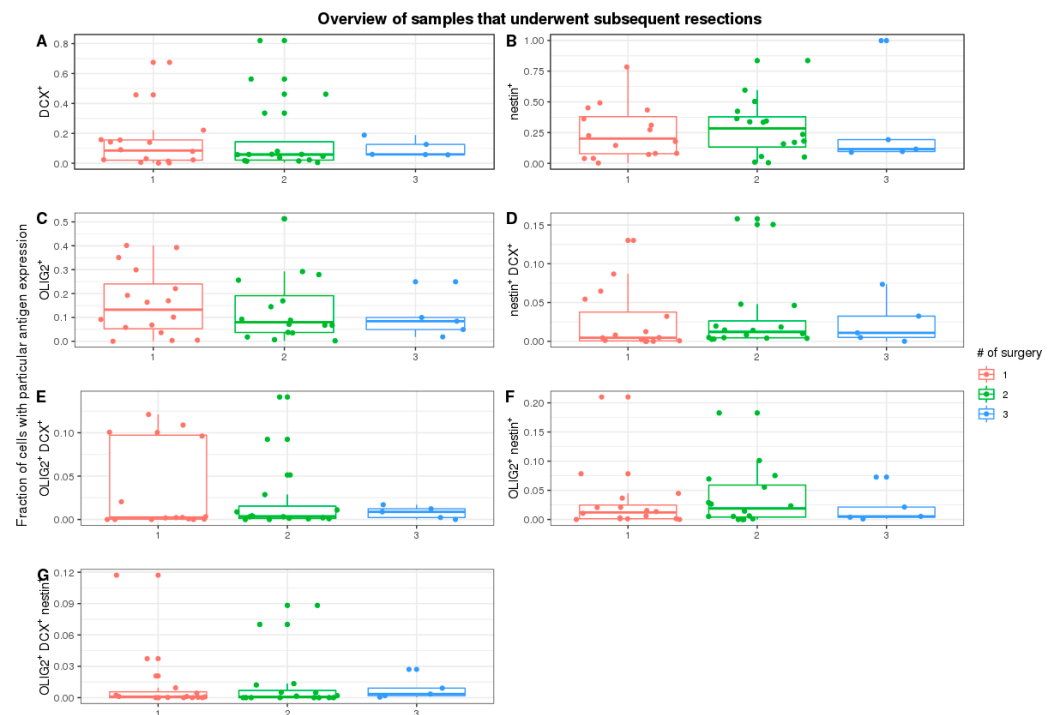 Overview of samples that underwent subsequent resections
Fraction of cells with particular antigen expression
A
DCX⁺
0.8
0.6
0.4
0.2
0.0
1 2 3
B
nestin⁺
1.00
0.75
0.50
0.25
0.00
1 2 3
C
OLIG2⁺
0.5
0.4
0.3
0.2
0.1
0.0
1 2 3
D
nestin⁺ DCX⁺
0.15
0.10
0.05
0.00
1 2 3
E
OLIG2⁺ DCX⁺
0.10
0.05
0.00
1 2 3
F
OLIG2⁺ nestin⁺
0.20
0.15
0.10
0.05
0.00
1 2 3
G
OLIG2⁺ DCX⁺ nestin⁺
0.12
0.09
0.06
0.03
0.00
1 2 3
# of surgery
1
2
3